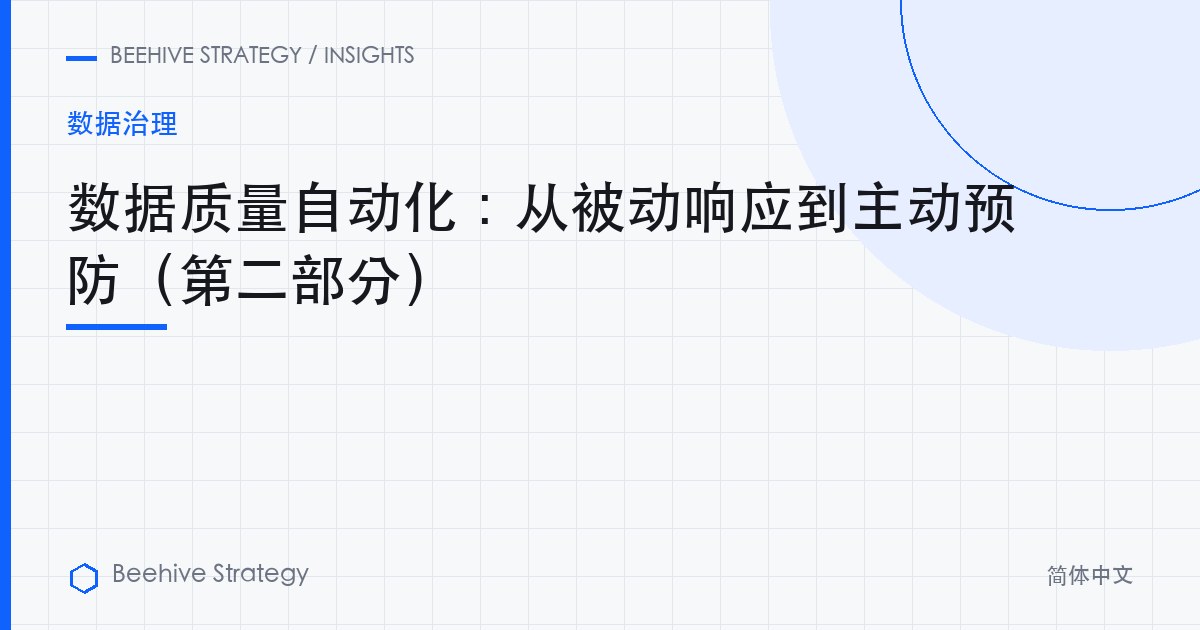 BEEHIVE STRATEGY / INSIGHTS
数据治理
数据质量自动化：从被动响应到主动预
防（第二部分）
Beehive Strategy
简体中文